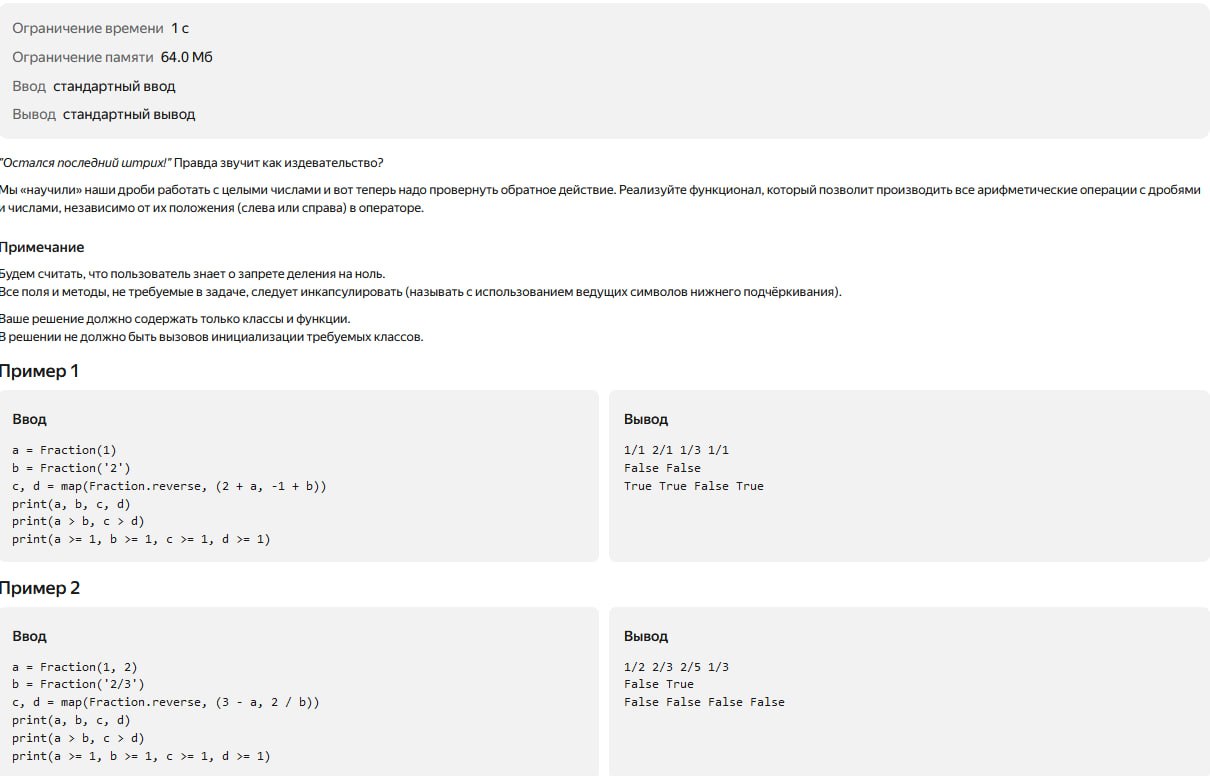 Ограничение времени 1 с
Ограничение памяти 64.0 Мб
Ввод стандартный ввод
Вывод стандартный вывод
"Остался последний штрих!" Правда звучит как издевательство?
Мы «научили» наши дроби работать с целыми числами и вот теперь надо провернуть обратное действие. Реализуйте функционал, который позволит производить все арифметические операции с дробями
и числами, независимо от их положения (слева или справа) в операторе.
Примечание
Будем считать, что пользователь знает о запрете деления на ноль.
Все поля и методы, не требуемые в задаче, следует инкапсулировать (называть с использованием ведущих символов нижнего подчёркивания).
Ваше решение должно содержать только классы и функции.
В решении не должно быть вызовов инициализации требуемых классов.
Пример 1
Ввод
a = Fraction(1)
b = Fraction('2')
c, d = map(Fraction.reverse, (2 + a, -1 + b))
print(a, b, c, d)
print(a > b, c > d)
print(a >= 1, b >= 1, c >= 1, d >= 1)
Вывод
1/1 2/1 1/3 1/1
False False
True True False True
Пример 2
Ввод
a = Fraction(1, 2)
b = Fraction('2/3')
c, d = map(Fraction.reverse, (3 - a, 2 / b))
print(a, b, c, d)
print(a > b, c > d)
print(a >= 1, b >= 1, c >= 1, d >= 1)
Вывод
1/2 2/3 2/5 1/3
False True
False False False False